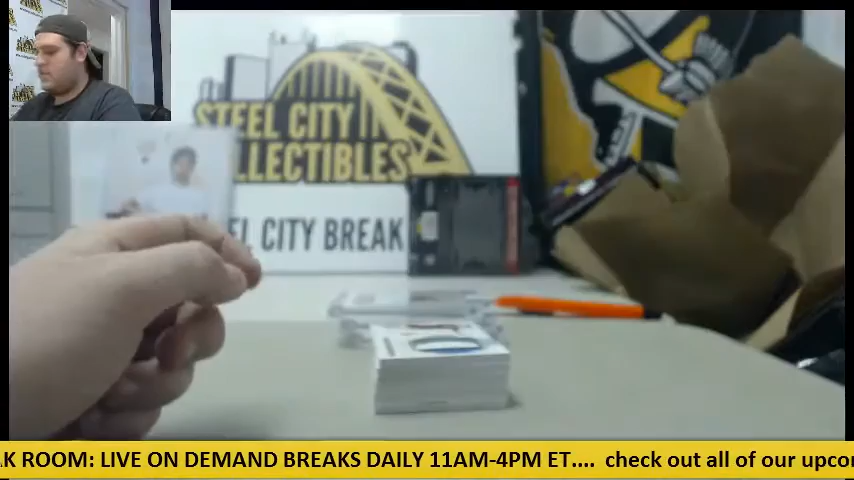 STEEL CITY
LLECTIBLES
EL CITY BREAK
K ROOM: LIVE ON DEMAND BREAKS DAILY 11AM-4PM ET.... check out all of our upco